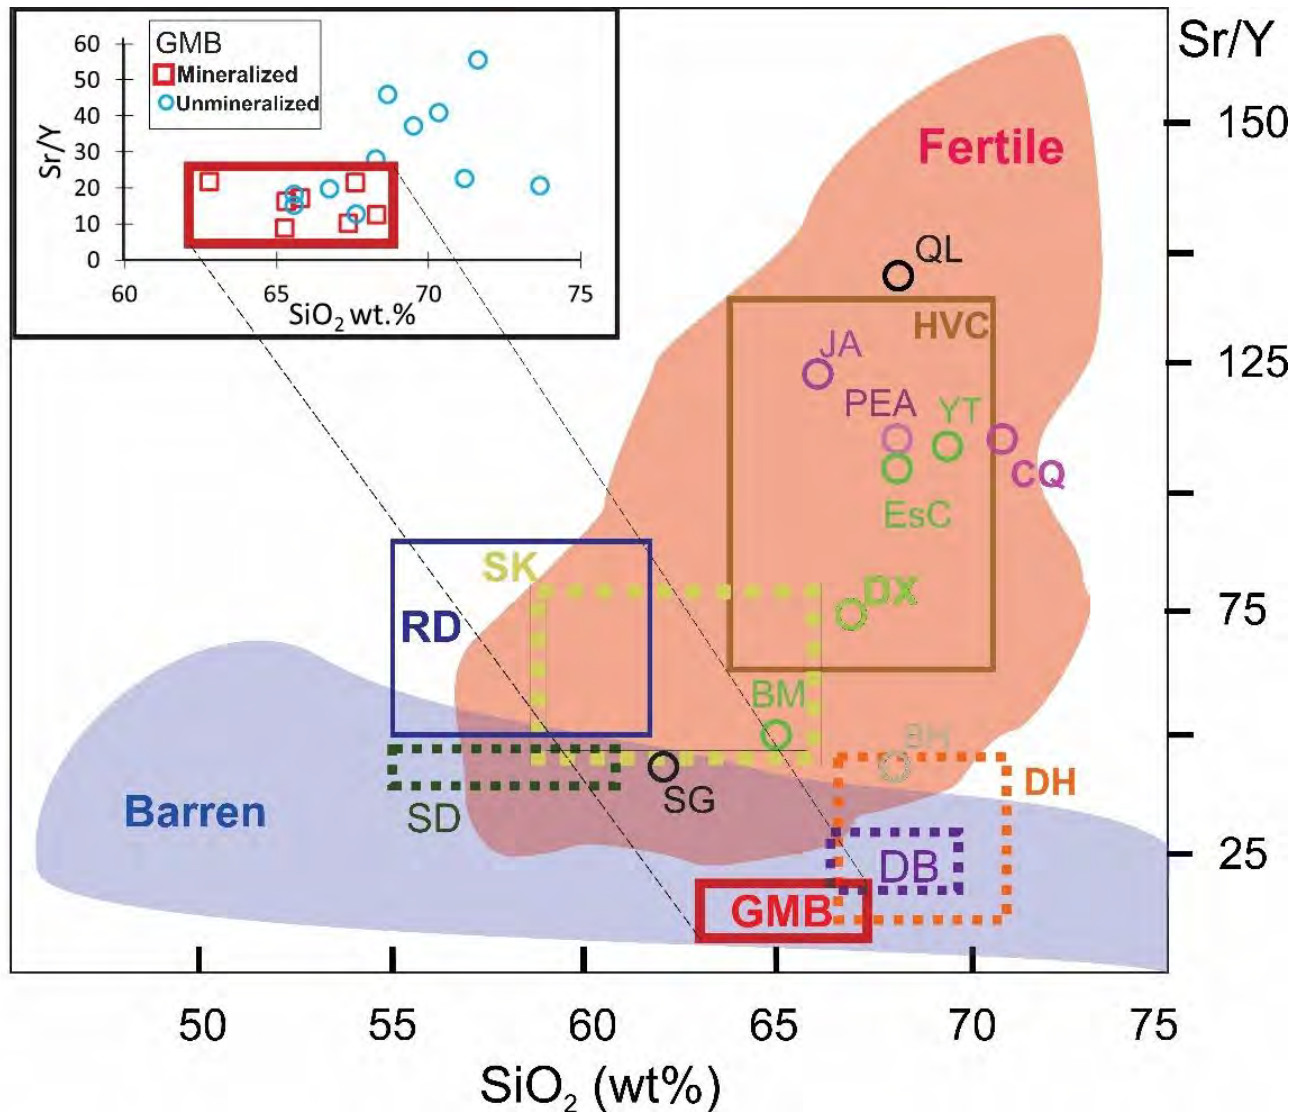 GMB
Mineralized
Unmineralized
60
50
40
30
20
10
0
Sr/Y
60
65
70
75
SiO2 wt.%
Sr/Y
150
125
75
25
Fertile
QL
HVC
JA
PEA
YT
CQ
EsC
DX
SK
RD
BM
BH
DH
SG
SD
Barren
DB
GMB
50
55
60
65
70
75
SiO2 (wt%)